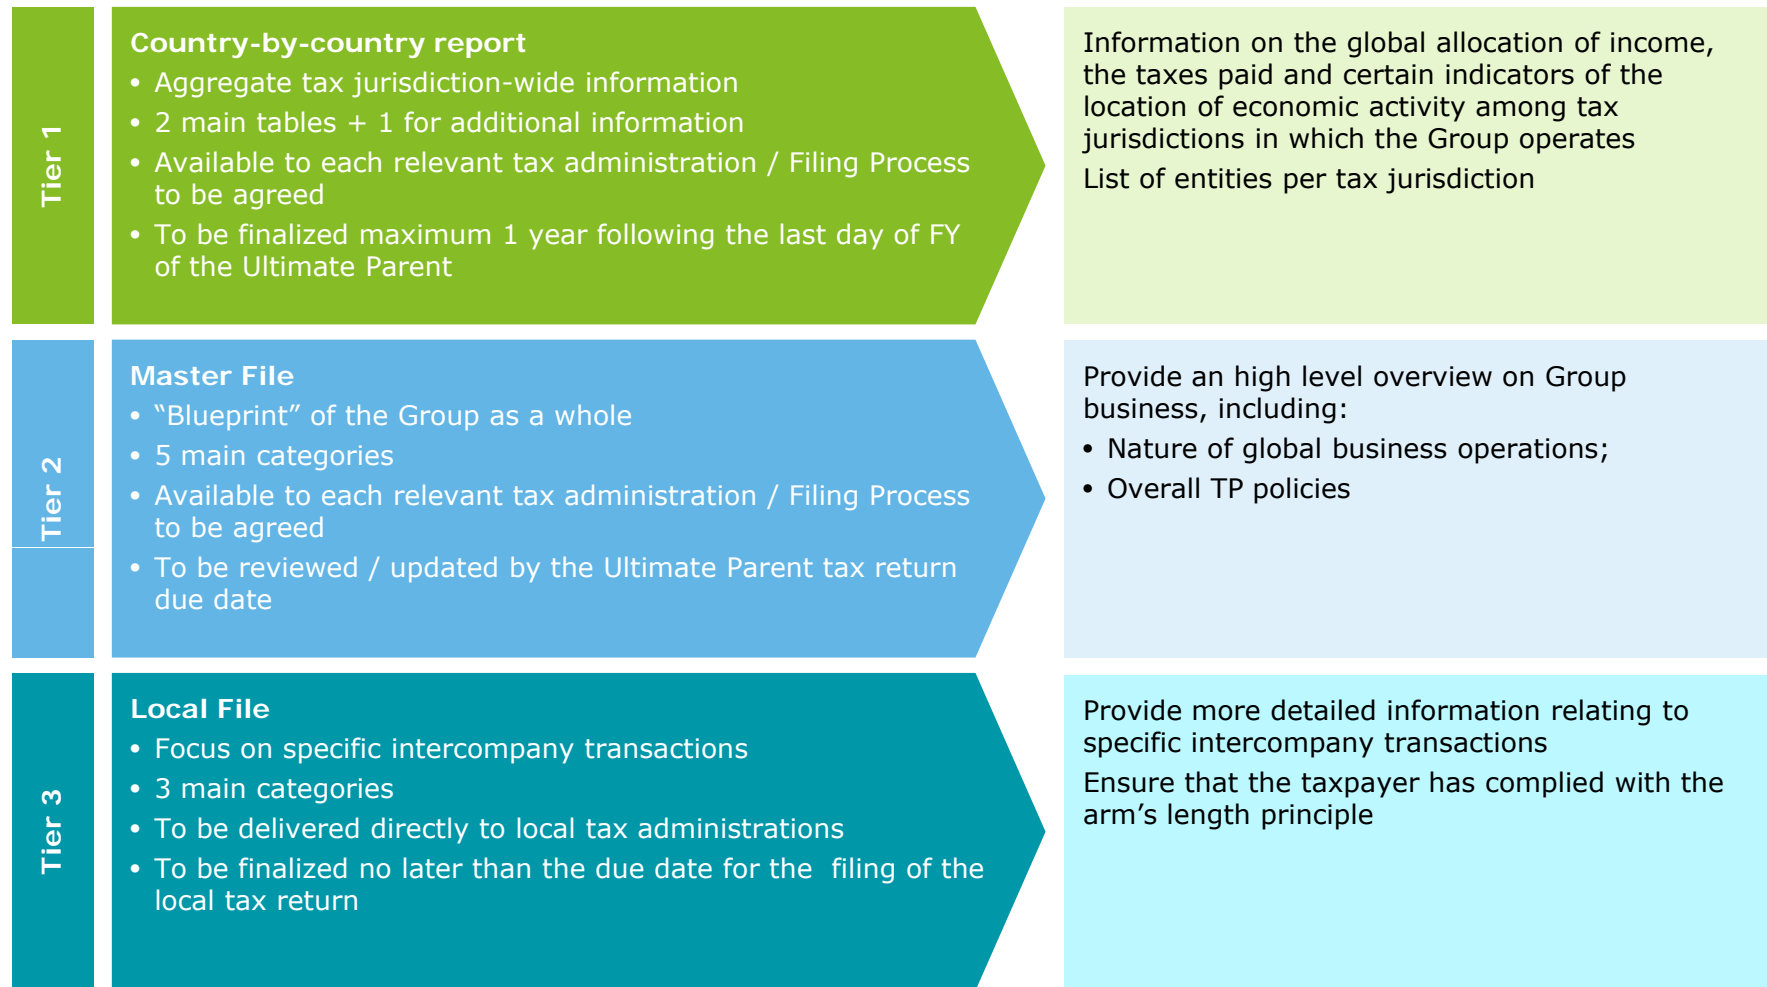 Tier 1
Country-by-country report
• Aggregate tax jurisdiction-wide information
• 2 main tables + 1 for additional information
• Available to each relevant tax administration / Filing Process
to be agreed
• To be finalized maximum 1 year following the last day of FY
of the Ultimate Parent
Information on the global allocation of income,
the taxes paid and certain indicators of the
location of economic activity among tax
jurisdictions in which the Group operates
List of entities per tax jurisdiction
Tier 2
Master File
• “Blueprint” of the Group as a whole
• 5 main categories
• Available to each relevant tax administration / Filing Process
to be agreed
• To be reviewed / updated by the Ultimate Parent tax return
due date
Provide an high level overview on Group
business, including:
• Nature of global business operations;
• Overall TP policies
Tier 3
Local File
• Focus on specific intercompany transactions
• 3 main categories
• To be delivered directly to local tax administrations
• To be finalized no later than the due date for the  filing of the
local tax return
Provide more detailed information relating to
specific intercompany transactions
Ensure that the taxpayer has complied with the
arm’s length principle